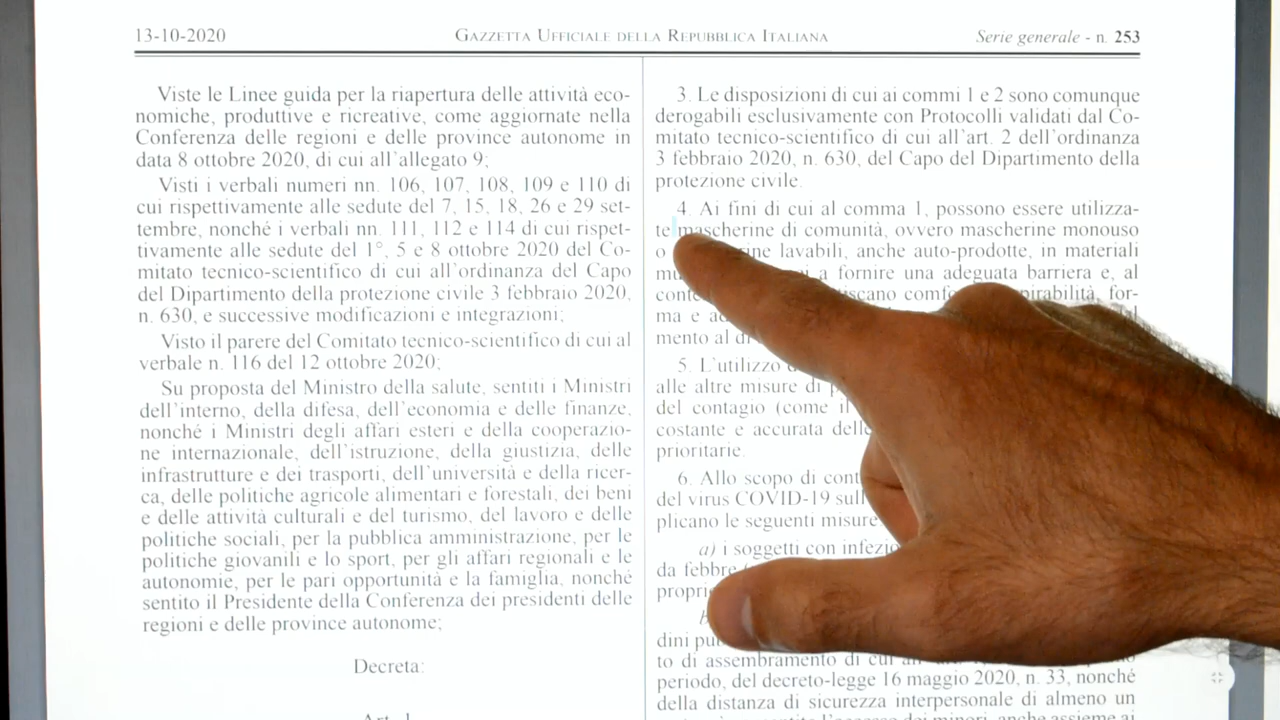 13-10-2020 GAZZETTA UFFICIALE DELLA REPUBBLICA ITALIANA Serie generale - n. 253
Viste le Linee guida per la riapertura delle attività eco-
nomiche, produttive e ricreative, come aggiornate nella
Conferenza delle regioni e delle province autonome in
data 8 ottobre 2020, di cui all'allegato 9;
Visti i verbali numeri nn. 106, 107, 108, 109 e 110 di
cui rispettivamente alle sedute del 7, 15, 18, 26 e 29 set-
tembre, nonché i verbali nn. 111, 112 e 114 di cui rispet-
tivamente alle sedute del 1°, 5 e 8 ottobre 2020 del Co-
mitato tecnico-scientifico di cui all'ordinanza del Capo
del Dipartimento della protezione civile 3 febbraio 2020,
n. 630, e successive modificazioni e integrazioni;
Visto il parere del Comitato tecnico-scientifico di cui al
verbale n. 116 del 12 ottobre 2020;
Su proposta del Ministro della salute, sentiti i Ministri
dell'interno, della difesa, dell'economia e delle finanze,
nonché i Ministri degli affari esteri e della cooperazio-
ne internazionale, dell'istruzione, della giustizia, delle
infrastrutture e dei trasporti, dell'università e della ricer-
ca, delle politiche agricole alimentari e forestali, dei beni
e delle attività culturali e del turismo, del lavoro e delle
politiche sociali, per la pubblica amministrazione, per le
politiche giovanili e lo sport, per gli affari regionali e le
autonomie, per le pari opportunità e la famiglia, nonché
sentito il Presidente della Conferenza dei presidenti delle
regioni e delle province autonome;
Decreta:
Art. 1
3. Le disposizioni di cui ai commi 1 e 2 sono comunque
derogabili esclusivamente con Protocolli validati dal Co-
mitato tecnico-scientifico di cui all'art. 2 dell'ordinanza
3 febbraio 2020, n. 630, del Capo del Dipartimento della
protezione civile.
4. Ai fini di cui al comma 1, possono essere utilizza-
te mascherine di comunità, ovvero mascherine monouso
o lavabili, anche auto-prodotte, in materiali
a fornire una adeguata barriera e, al
for-
ma e
mento al
5. L'utilizzo
alle altre misure di
del contagio (come il
costante e accurata delle
prioritarie.
6. Allo scopo di
del virus COVID-19
plicano le seguenti misure
a) i soggetti con
da febbre
dini
to di assembramento di cui
periodo, del decreto-legge 16 maggio 2020, n. 33, nonché
della distanza di sicurezza interpersonale di almeno un
l'accesso dei minori, anche assieme ai